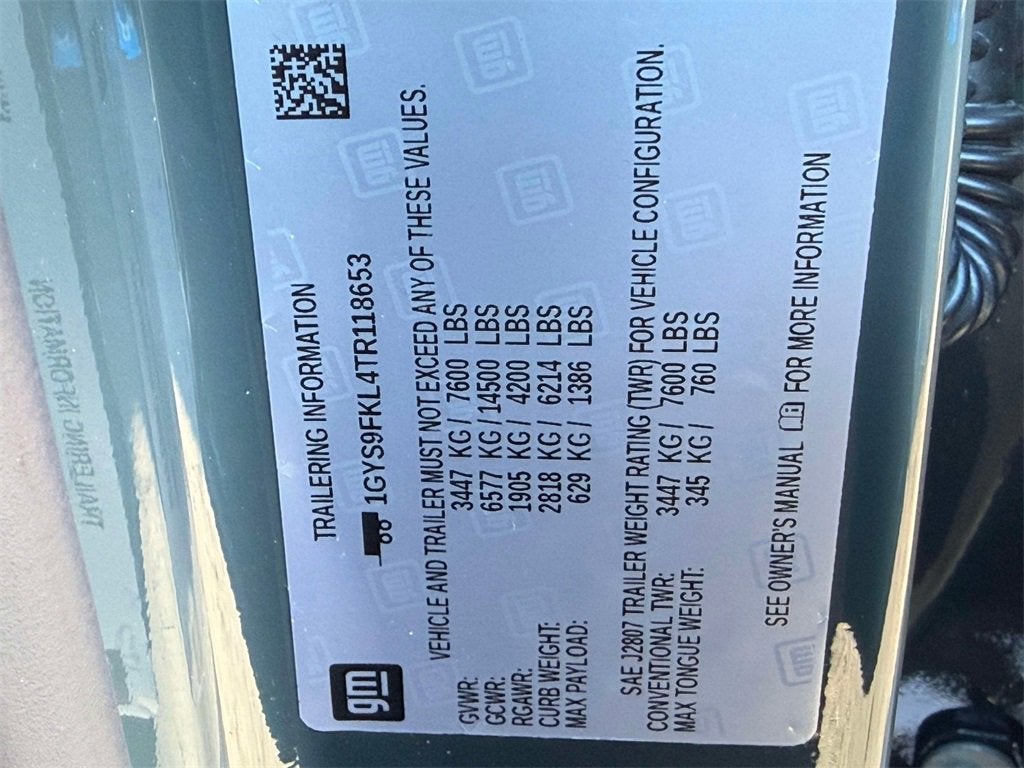 gm
TRAILERING INFORMATION
1GYS9FKL4TR118653
VEHICLE AND TRAILER MUST NOT EXCEED ANY OF THESE VALUES.
GVWR: 3447 KG / 7600 LBS
GCWR: 6577 KG / 14500 LBS
RGAWR: 1905 KG / 4200 LBS
CURB WEIGHT: 2818 KG / 6214 LBS
MAX PAYLOAD: 629 KG / 1386 LBS
SAE J2807 TRAILER WEIGHT RATING (TWR) FOR VEHICLE CONFIGURATION.
CONVENTIONAL TWR: 3447 KG / 7600 LBS
MAX TONGUE WEIGHT: 345 KG / 760 LBS
SEE OWNER'S MANUAL FOR MORE INFORMATION
TRAILERING INFORMATION